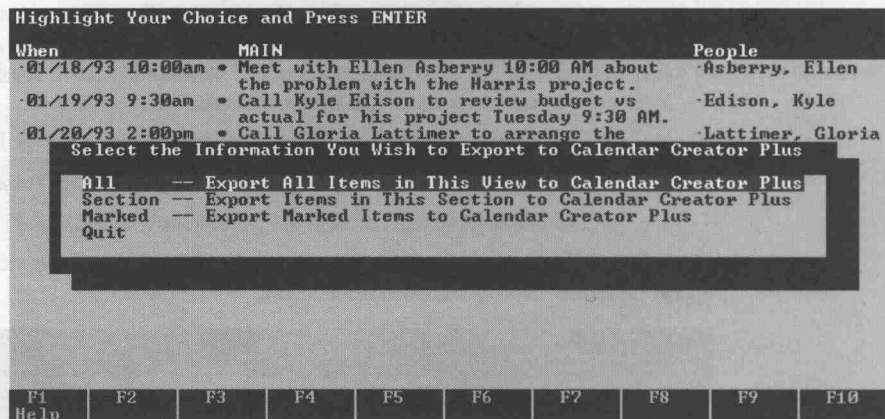 Highlight Your Choice and Press ENTER
When MAIN People
·01/18/93 10:00am • Meet with Ellen Asberry 10:00 AM about ·Asberry, Ellen
the problem with the Harris project.
·01/19/93 9:30am • Call Kyle Edison to review budget vs ·Edison, Kyle
actual for his project Tuesday 9:30 AM.
·01/20/93 2:00pm • Call Gloria Lattimer to arrange the ·Lattimer, Gloria
Select the Information You Wish to Export to Calendar Creator Plus
All -- Export All Items in This View to Calendar Creator Plus
Section -- Export Items in This Section to Calendar Creator Plus
Marked -- Export Marked Items to Calendar Creator Plus
Quit
F1 F2 F3 F4 F5 F6 F7 F8 F9 F10
Help